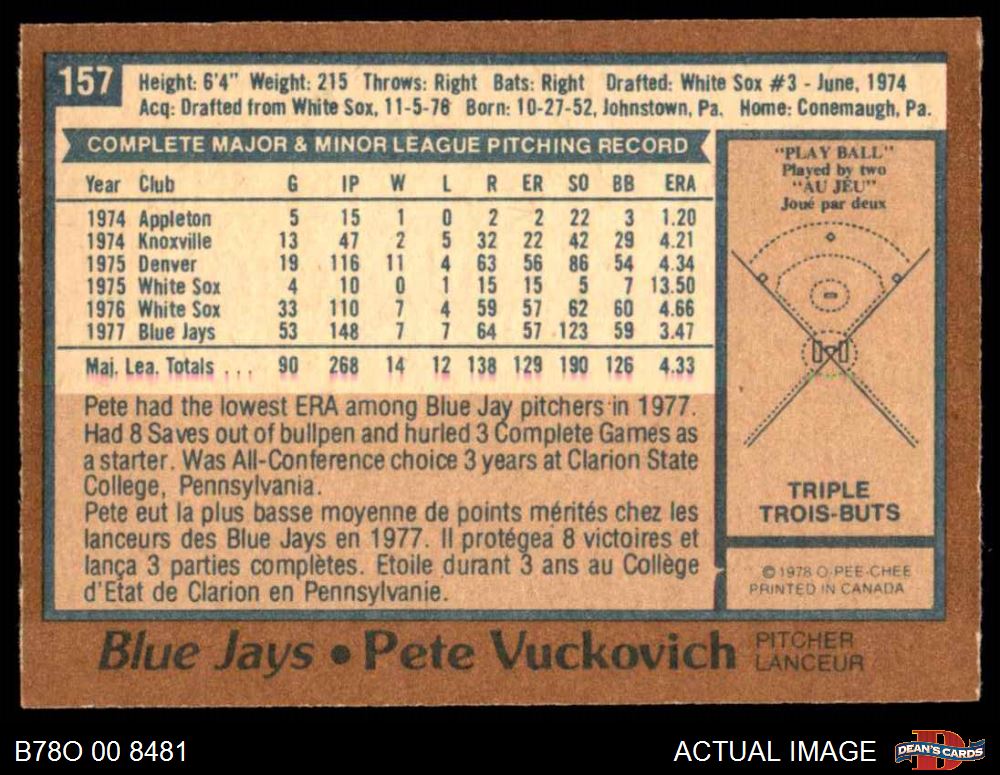 157
Height: 6'4" Weight: 215 Throws: Right Bats: Right Drafted: White Sox #3 - June, 1974
Acq: Drafted from White Sox, 11-5-76 Born: 10-27-52, Johnstown, Pa. Home: Conemaugh, Pa.
COMPLETE MAJOR & MINOR LEAGUE PITCHING RECORD
Year Club G IP W L R ER SO BB ERA
1974 Appleton 5 15 1 0 2 2 22 3 1.20
1974 Knoxville 13 47 2 5 32 22 42 29 4.21
1975 Denver 19 116 11 4 63 56 86 54 4.34
1975 White Sox 4 10 0 1 15 15 5 7 13.50
1976 White Sox 33 110 7 4 59 57 62 60 4.66
1977 Blue Jays 53 148 7 7 64 57 123 59 3.47
Maj. Lea. Totals ... 90 268 14 12 138 129 190 126 4.33
Pete had the lowest ERA among Blue Jay pitchers in 1977.
Had 8 Saves out of bullpen and hurled 3 Complete Games as
a starter. Was All-Conference choice 3 years at Clarion State
College, Pennsylvania.
Pete eut la plus basse moyenne de points mérités chez les
lanceurs des Blue Jays en 1977. Il protégea 8 victoires et
lança 3 parties complètes. Etoile durant 3 ans au Collège
d'Etat de Clarion en Pennsylvanie.
"PLAY BALL"
Played by two
"AU JEU"
Joué par deux
TRIPLE
TROIS-BUTS
© 1978 O-PEE-CHEE
PRINTED IN CANADA
Blue Jays • Pete Vuckovich
PITCHER
LANCEUR
B78O 00 8481
ACTUAL IMAGE
DEAN'S CARDS